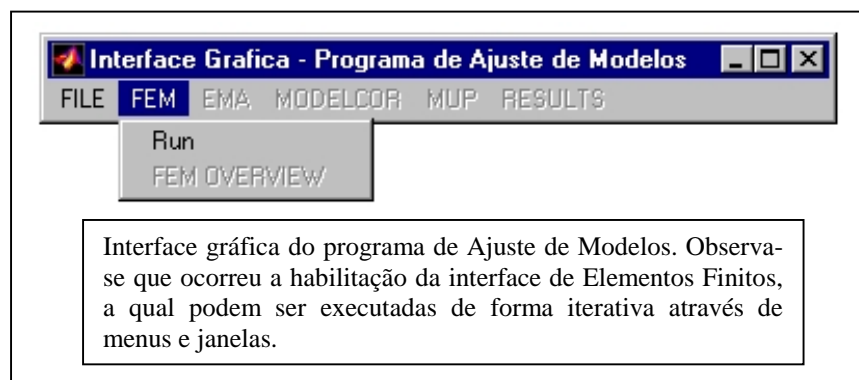 Interface Grafica - Programa de Ajuste de Modelos
FILE FEM EMA MODELCOR MUP RESULTS
Run
FEM OVERVIEW
Interface gráfica do programa de Ajuste de Modelos. Observa-
se que ocorreu a habilitação da interface de Elementos Finitos,
a qual podem ser executadas de forma iterativa através de
menus e janelas.